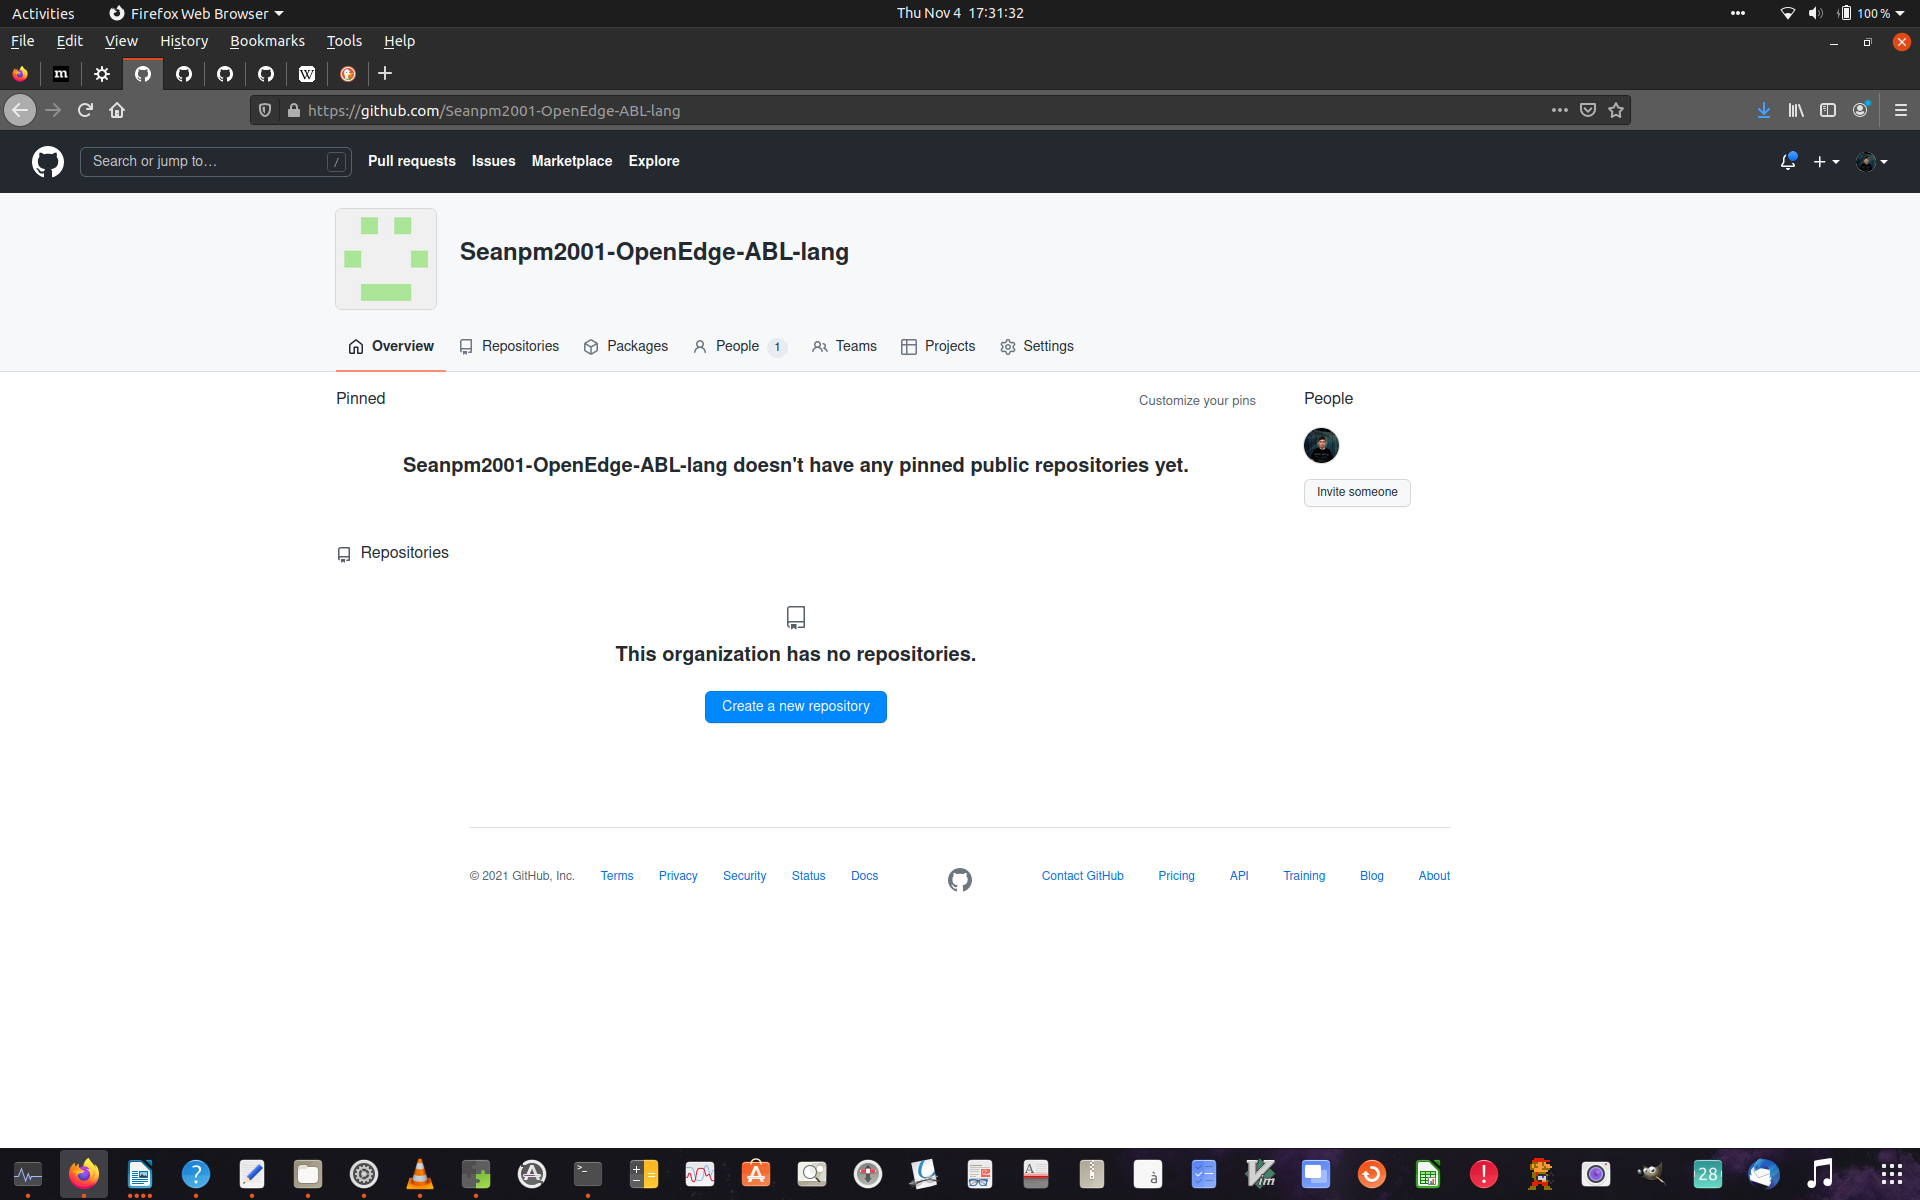 Activities Firefox Web Browser Thu Nov 4 17:31:32 100 %
File Edit View History Bookmarks Tools Help
m W
https://github.com/Seanpm2001-OpenEdge-ABL-lang
Search or jump to… / Pull requests Issues Marketplace Explore
Seanpm2001-OpenEdge-ABL-lang
Overview Repositories Packages People 1 Teams Projects Settings
Pinned Customize your pins People
Seanpm2001-OpenEdge-ABL-lang doesn't have any pinned public repositories yet.
Invite someone
Repositories
This organization has no repositories.
Create a new repository
© 2021 GitHub, Inc. Terms Privacy Security Status Docs Contact GitHub Pricing API Training Blog About
? >_ A à Vim ! 28